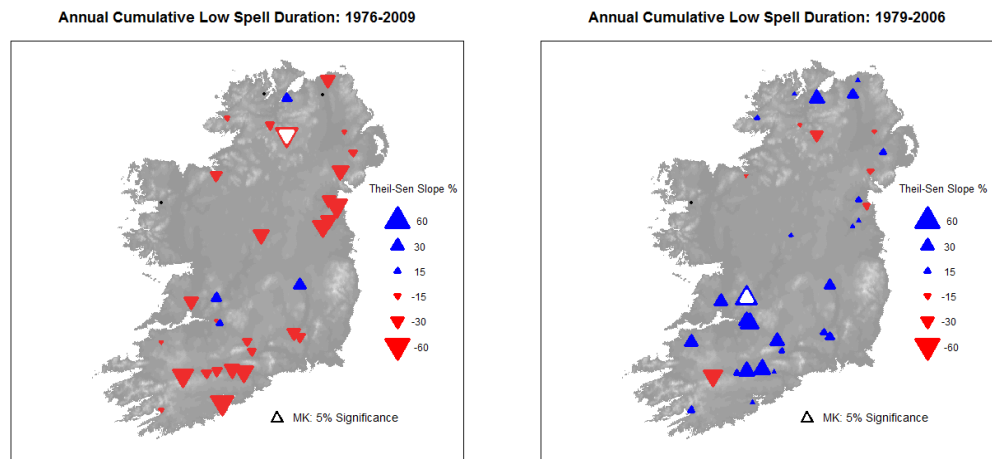 Annual Cumulative Low Spell Duration: 1976-2009
Theil-Sen Slope %
60
30
15
-15
-30
-60
MK: 5% Significance
Annual Cumulative Low Spell Duration: 1979-2006
Theil-Sen Slope %
60
30
15
-15
-30
-60
MK: 5% Significance